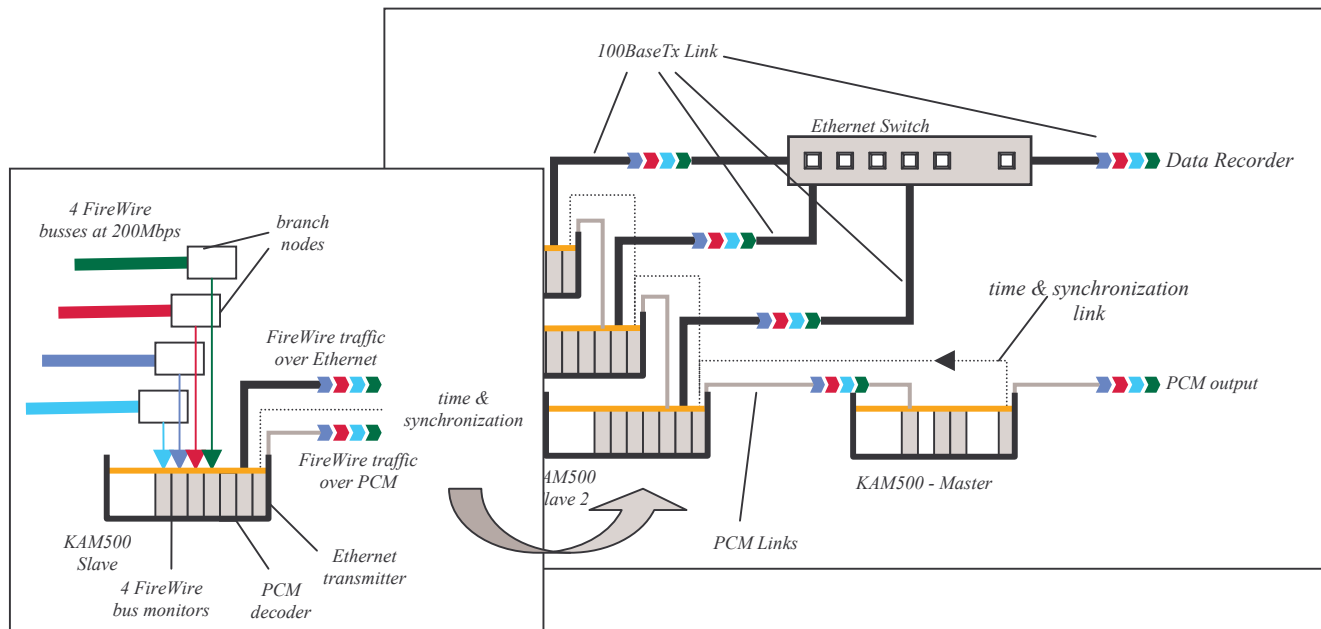 100BaseTx Link
Ethernet Switch
Data Recorder
4 FireWire
busses at 200Mbps
branch
nodes
time & synchronization
link
FireWire traffic
over Ethernet
PCM output
time &
synchronization
FireWire traffic
over PCM
AM500
lave 2
KAM500 - Master
KAM500
Slave
PCM Links
Ethernet
transmitter
4 FireWire
bus monitors
PCM
decoder